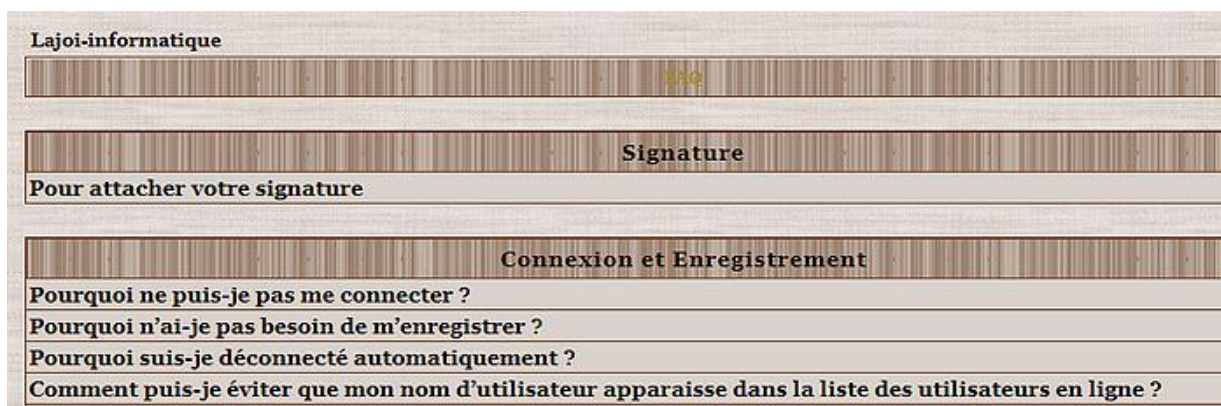 Lajoi-informatique
FAQ
Signature
Pour attacher votre signature
Connexion et Enregistrement
Pourquoi ne puis-je pas me connecter ?
Pourquoi n’ai-je pas besoin de m’enregistrer ?
Pourquoi suis-je déconnecté automatiquement ?
Comment puis-je éviter que mon nom d’utilisateur apparaisse dans la liste des utilisateurs en ligne ?